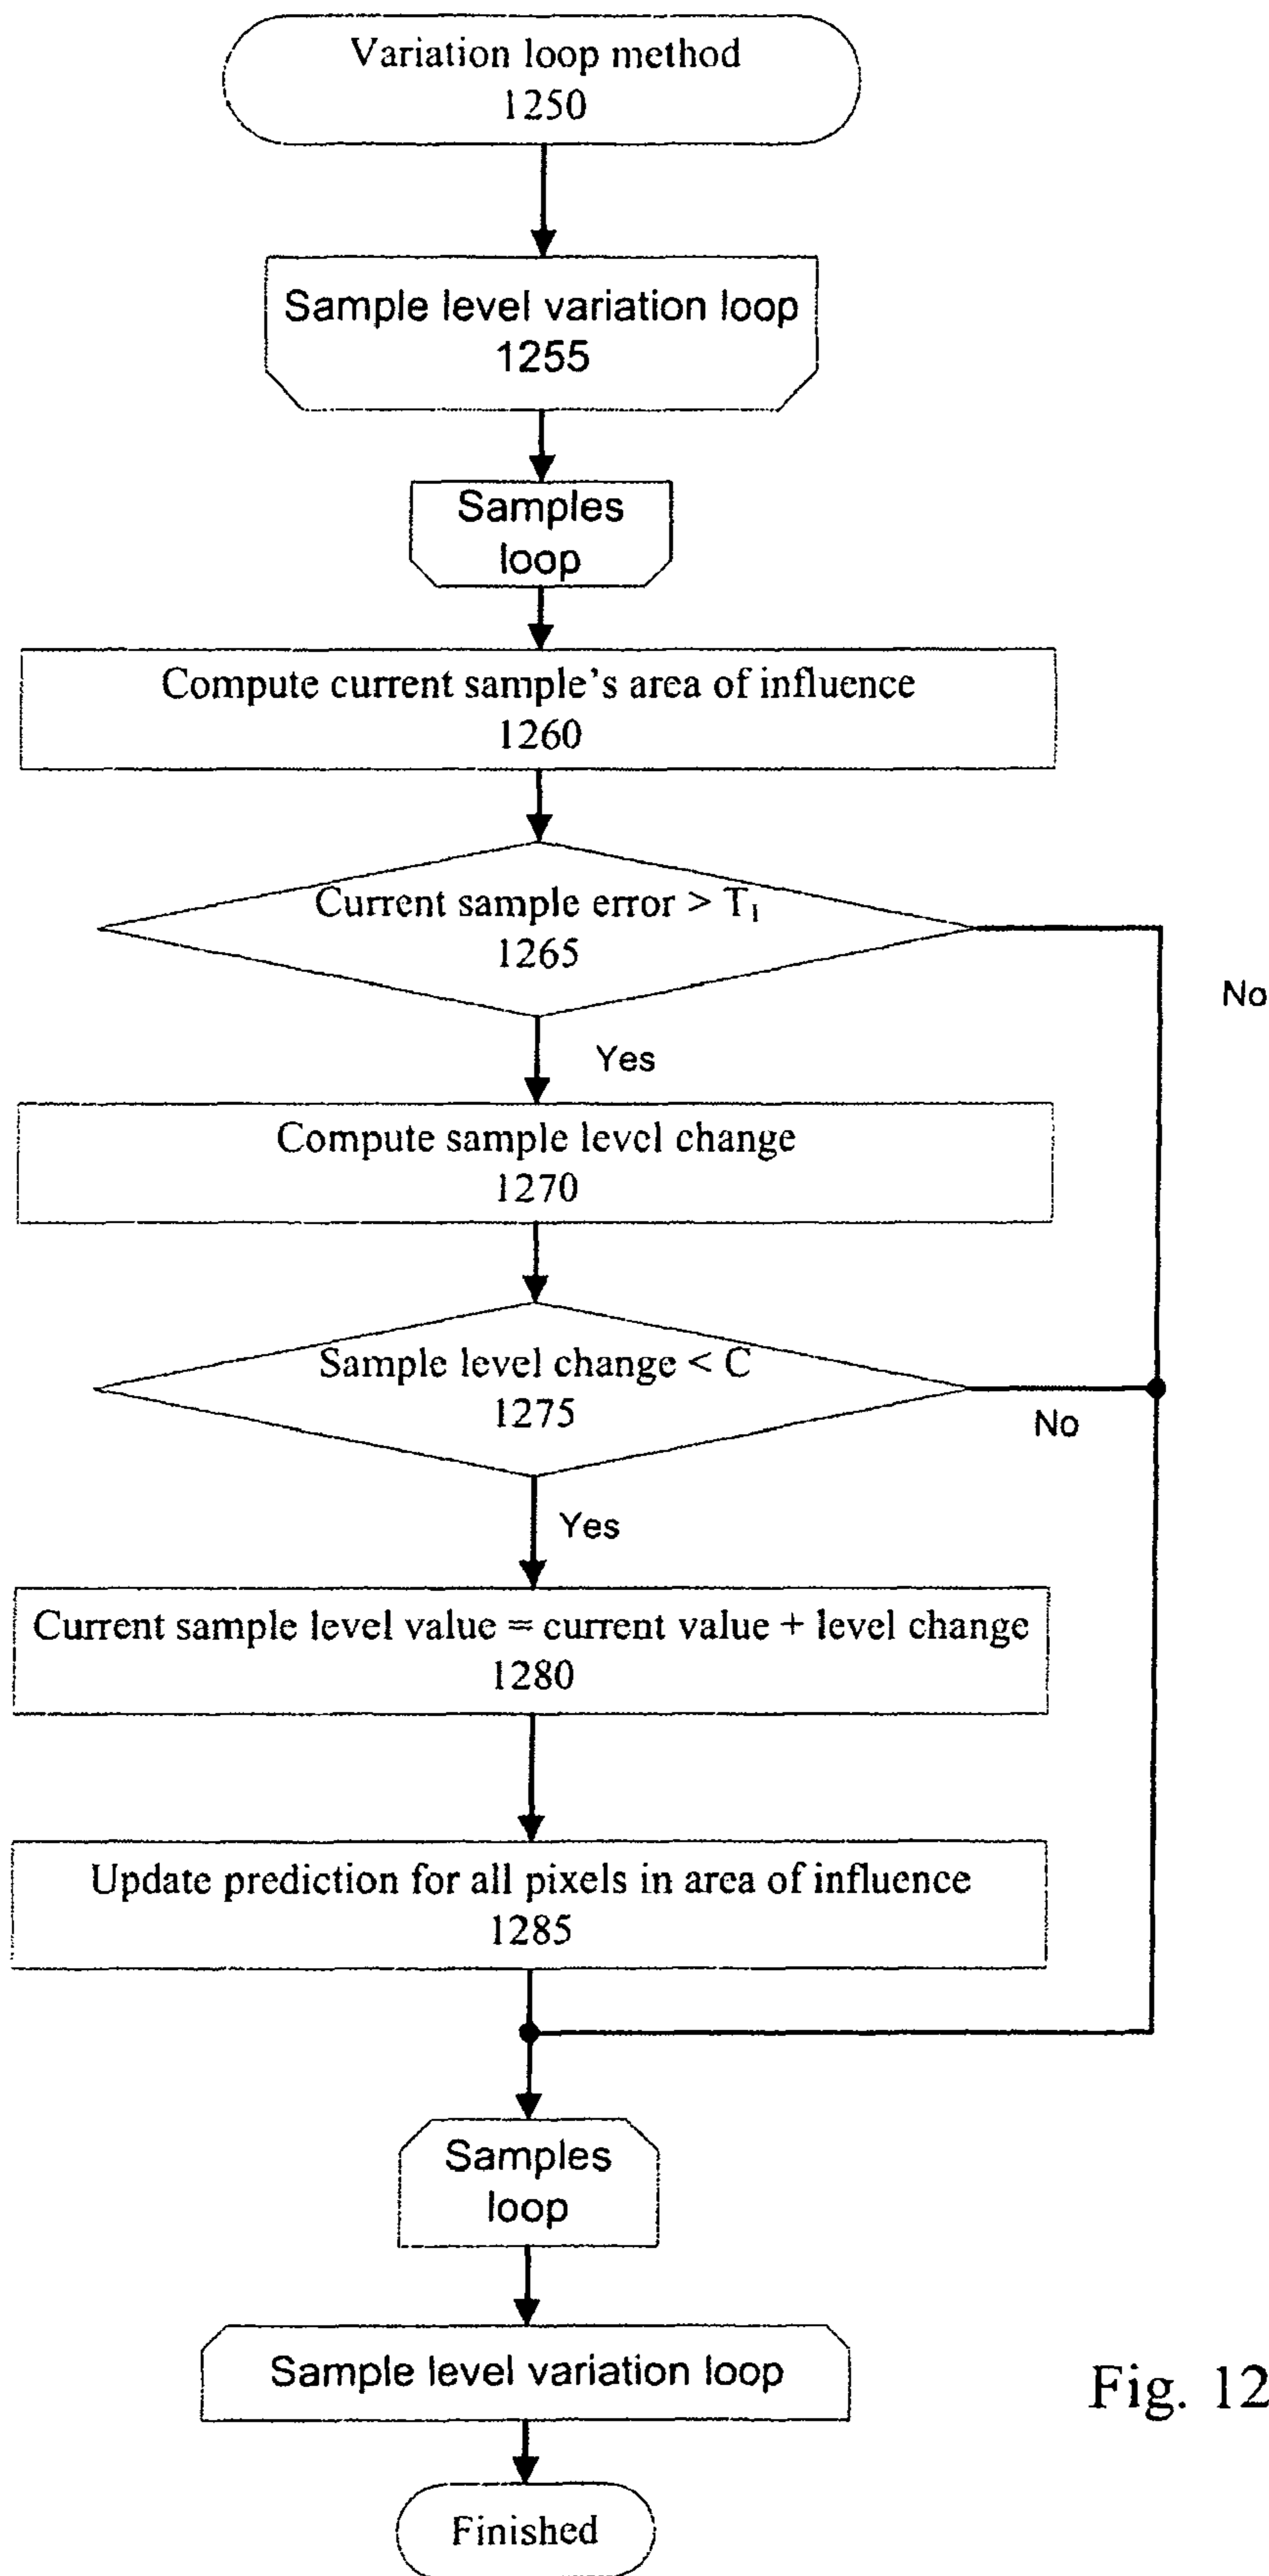 Variation loop method
1250
Sample level variation loop
1255
Samples
loop
Compute current sample's area of influence
1260
Current sample error > T₁
1265
No
Yes
Compute sample level change
1270
Sample level change < C
1275
No
Yes
Current sample level value = current value + level change
1280
Update prediction for all pixels in area of influence
1285
Samples
loop
Sample level variation loop
Fig. 12
Finished